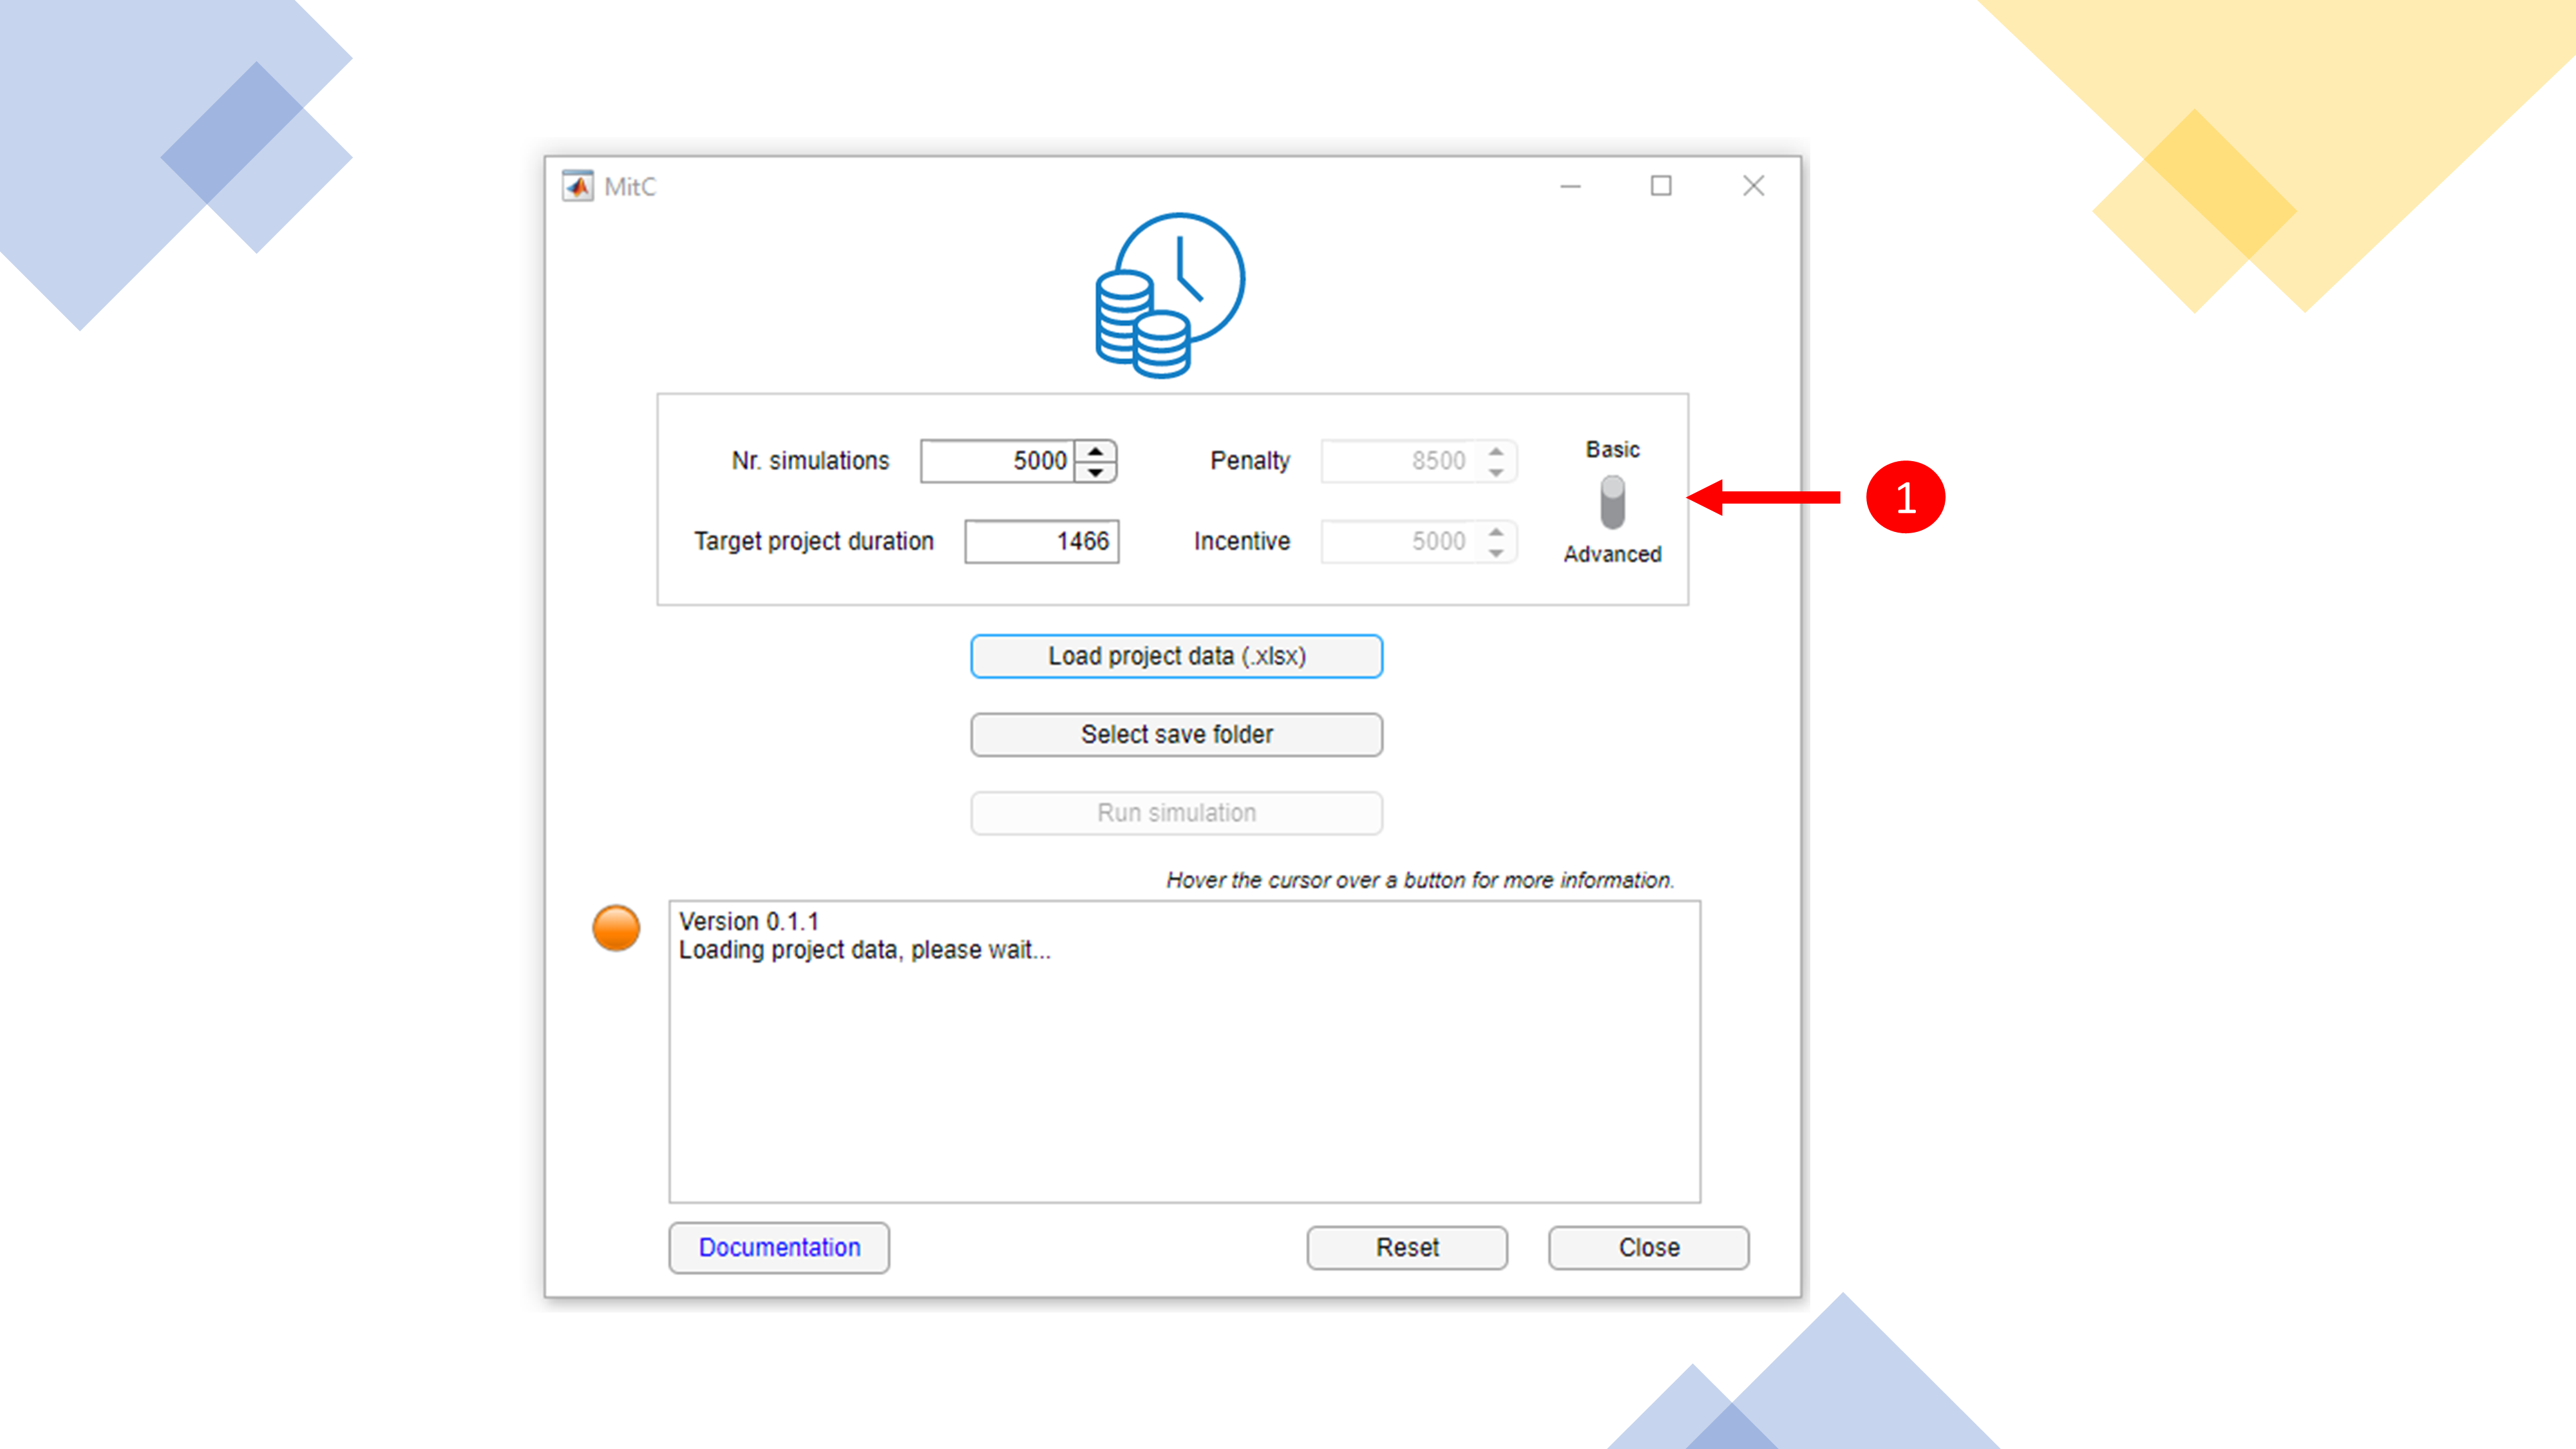 MitC
Nr. simulations 5000 Penalty 8500 Basic
1
Target project duration 1466 Incentive 5000 Advanced
Load project data (.xlsx)
Select save folder
Run simulation
Hover the cursor over a button for more information.
Version 0.1.1
Loading project data, please wait...
Documentation Reset Close